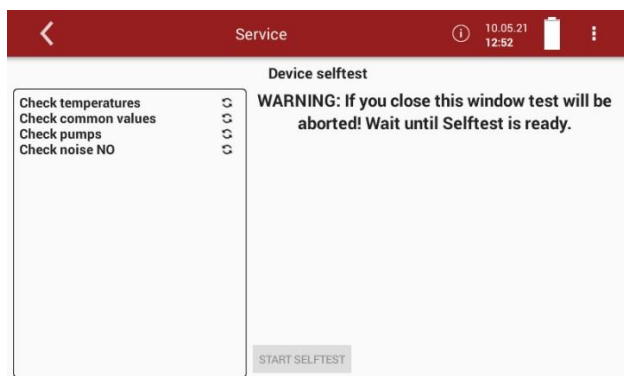 Service
10.05.21
12:52
Device selftest
Check temperatures
Check common values
Check pumps
Check noise NO
WARNING: If you close this window test will be
aborted! Wait until Selftest is ready.
START SELFTEST